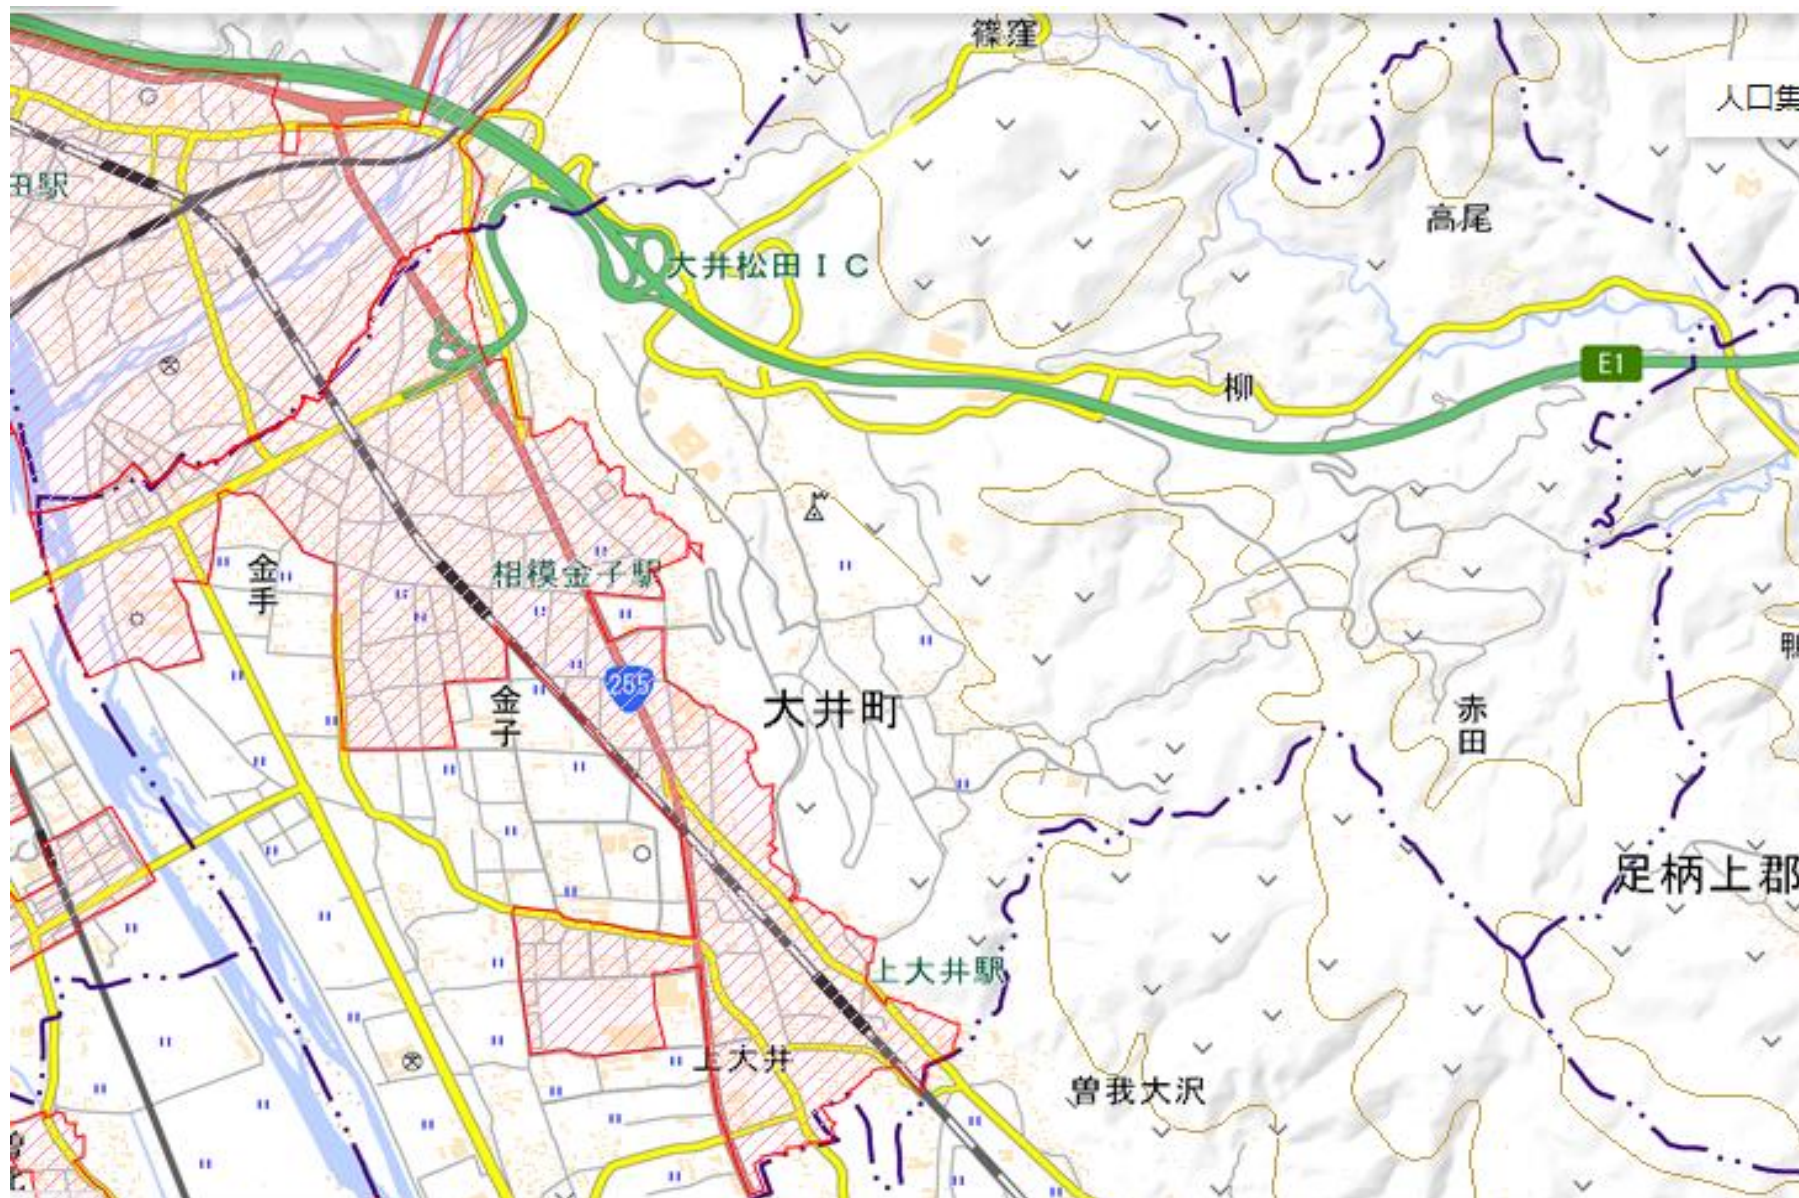 篠窪
人口集
田駅
高尾
大井松田IC
E1
柳
相模金子駅
金手
255
金子
大井町
赤田
足柄上郡
上大井駅
上大井
曽我大沢